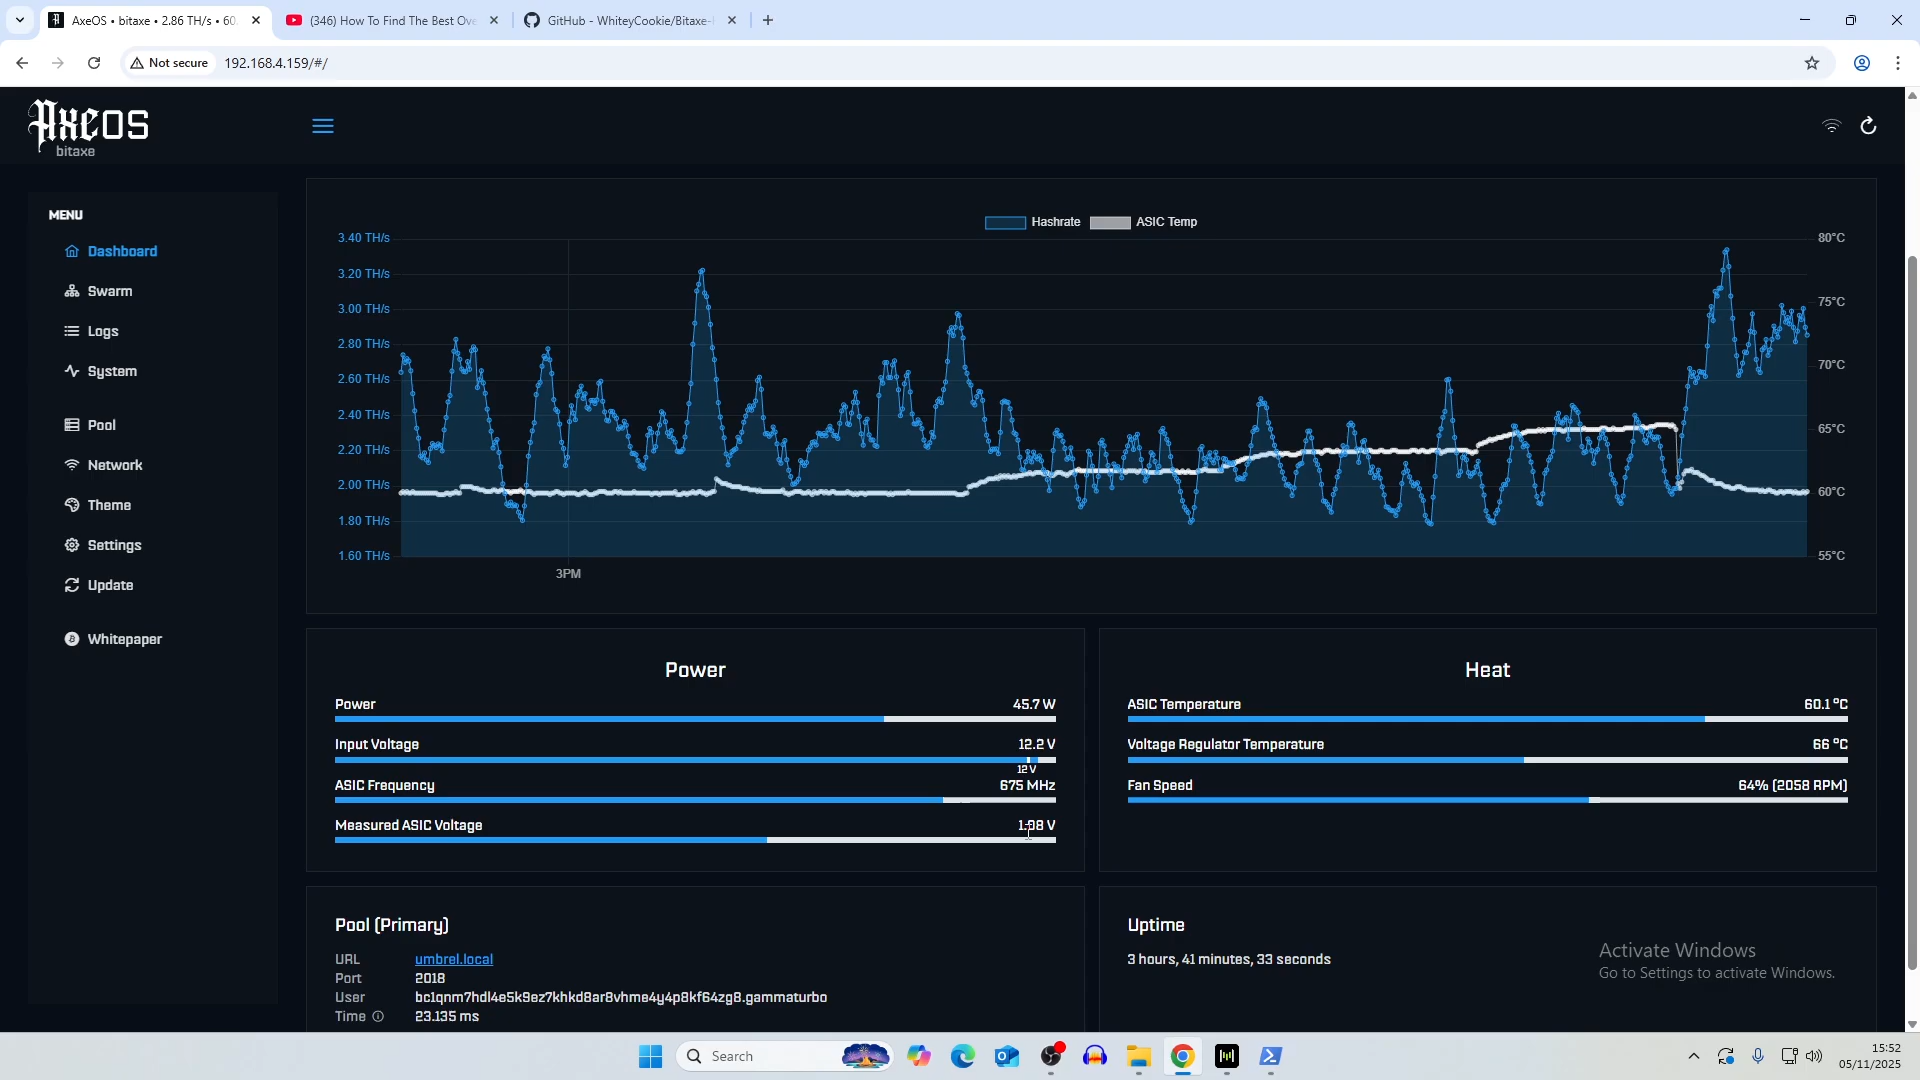 AxeOS • bitaxe • 2.86 TH/s • 60.
(346) How To Find The Best Ove
GitHub - WhiteyCookie/Bitaxe-
Not secure
192.168.4.159/#/
AxeOS
bitaxe
MENU
Dashboard
Swarm
Logs
System
Pool
Network
Theme
Settings
Update
Whitepaper
Hashrate
ASIC Temp
3.40 TH/s
3.20 TH/s
3.00 TH/s
2.80 TH/s
2.60 TH/s
2.40 TH/s
2.20 TH/s
2.00 TH/s
1.80 TH/s
1.60 TH/s
80°C
75°C
70°C
65°C
60°C
55°C
3PM
Power
Power 45.7 W
Input Voltage 12.2 V
12 V
ASIC Frequency 675 MHz
Measured ASIC Voltage 1.08 V
Heat
ASIC Temperature 60.1 °C
Voltage Regulator Temperature 66 °C
Fan Speed 64% (2058 RPM)
Pool (Primary)
URL umbrel.local
Port 2018
User bc1qnm7hdl4e5k9ez7khkd8ar8vhme4y4p8kf64zg8.gammaturbo
Time 23.135 ms
Uptime
3 hours, 41 minutes, 33 seconds
Activate Windows
Go to Settings to activate Windows.
Search
15:52
05/11/2025